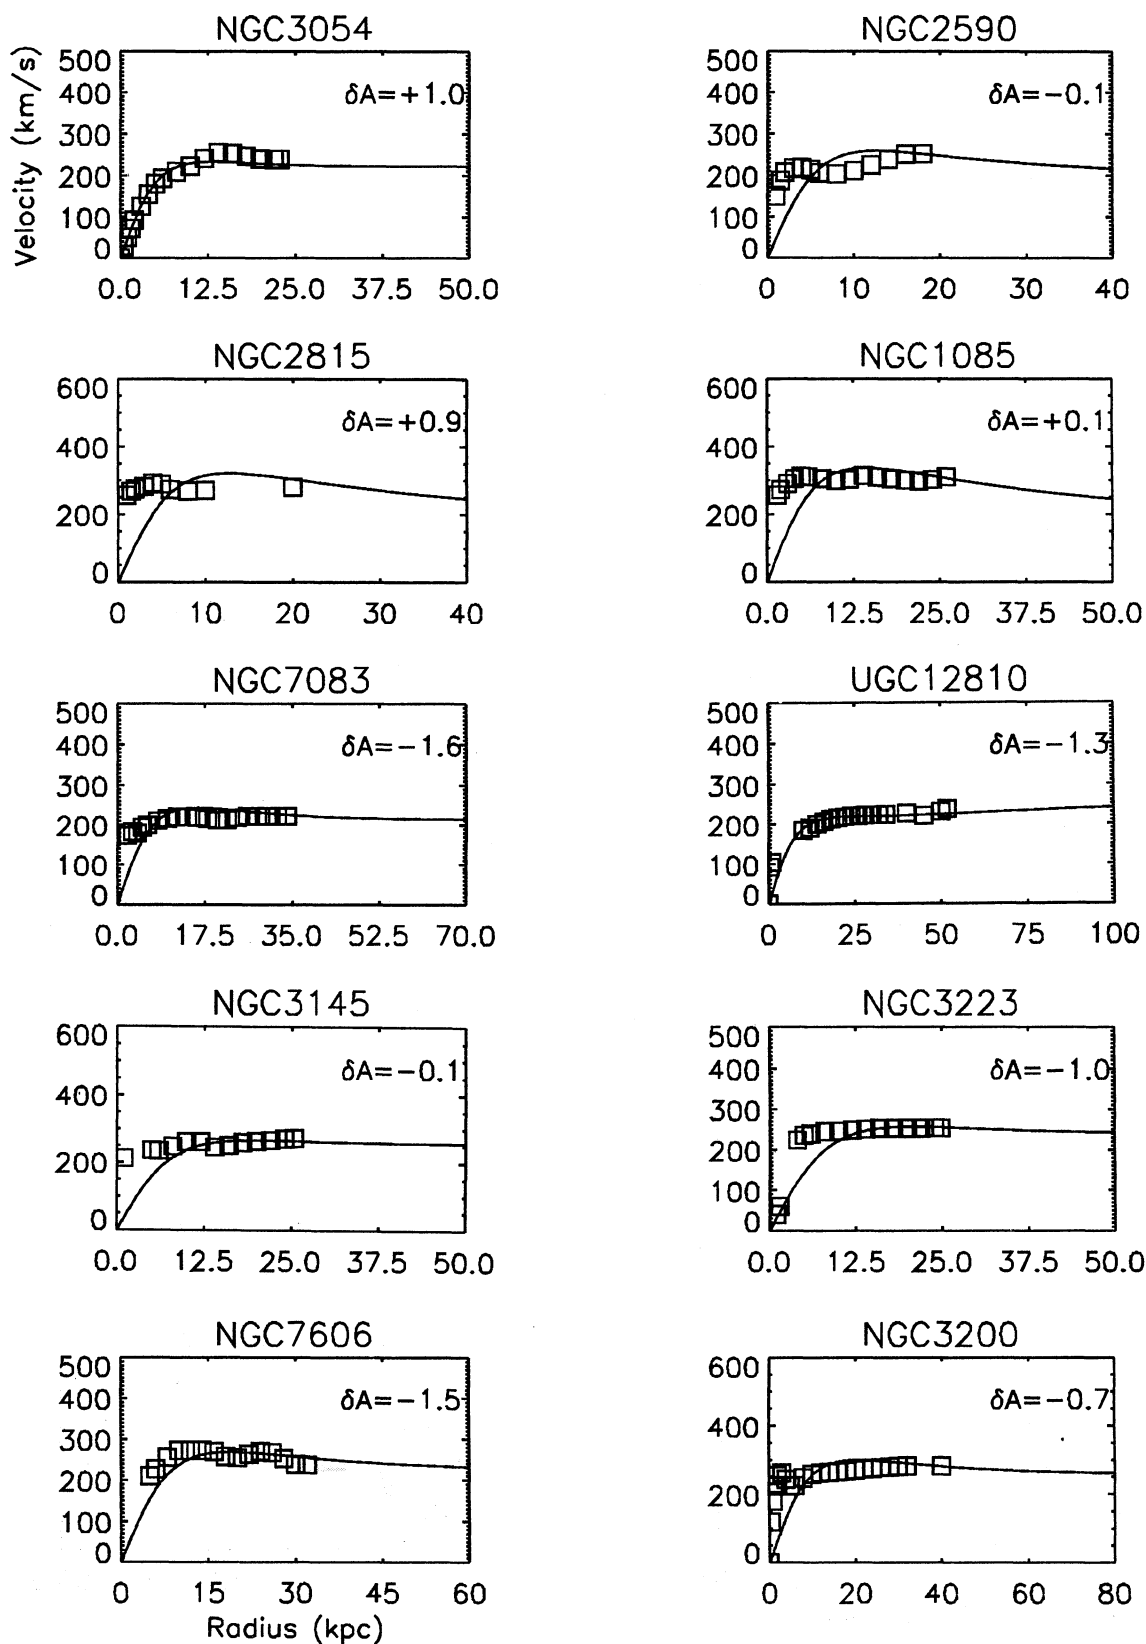 NGC3054
NGC2590
Velocity (km/s)
500
400
300
200
100
0
δA=+1.0
0.0 12.5 25.0 37.5 50.0
500
400
300
200
100
0
δA=−0.1
0 10 20 30 40
NGC2815
NGC1085
600
400
200
0
δA=+0.9
0 10 20 30 40
600
400
200
0
δA=+0.1
0.0 12.5 25.0 37.5 50.0
NGC7083
UGC12810
500
400
300
200
100
0
δA=−1.6
0.0 17.5 35.0 52.5 70.0
500
400
300
200
100
0
δA=−1.3
0 25 50 75 100
NGC3145
NGC3223
600
400
200
0
δA=−0.1
0.0 12.5 25.0 37.5 50.0
500
400
300
200
100
0
δA=−1.0
0.0 12.5 25.0 37.5 50.0
NGC7606
NGC3200
500
400
300
200
100
0
δA=−1.5
0 15 30 45 60
Radius (kpc)
600
400
200
0
δA=−0.7
0 20 40 60 80